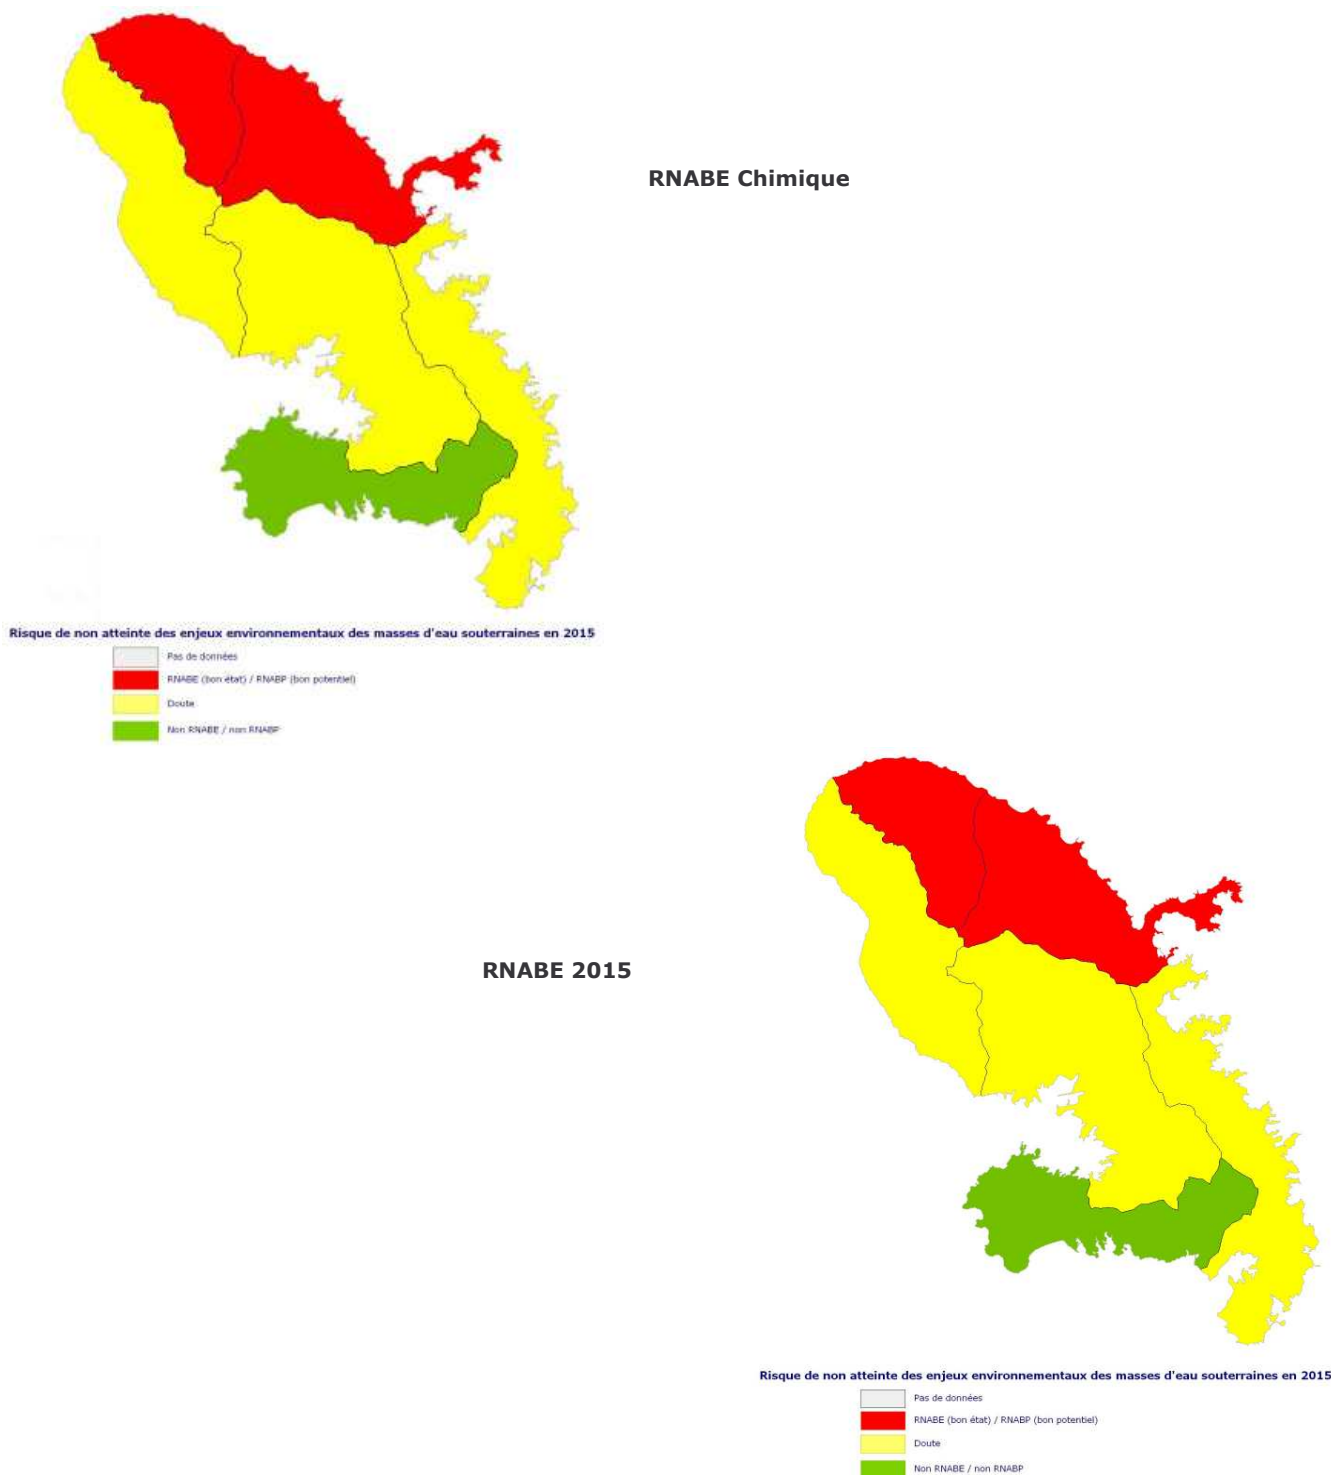 RNABE Chimique
Risque de non atteinte des enjeux environnementaux des masses d'eau souterraines en 2015
Pas de données
RNABE (bon état) / RNABP (bon potentiel)
Doute
Non RNABE / non RNABP
RNABE 2015
Risque de non atteinte des enjeux environnementaux des masses d'eau souterraines en 2015
Pas de données
RNABE (bon état) / RNABP (bon potentiel)
Doute
Non RNABE / non RNABP